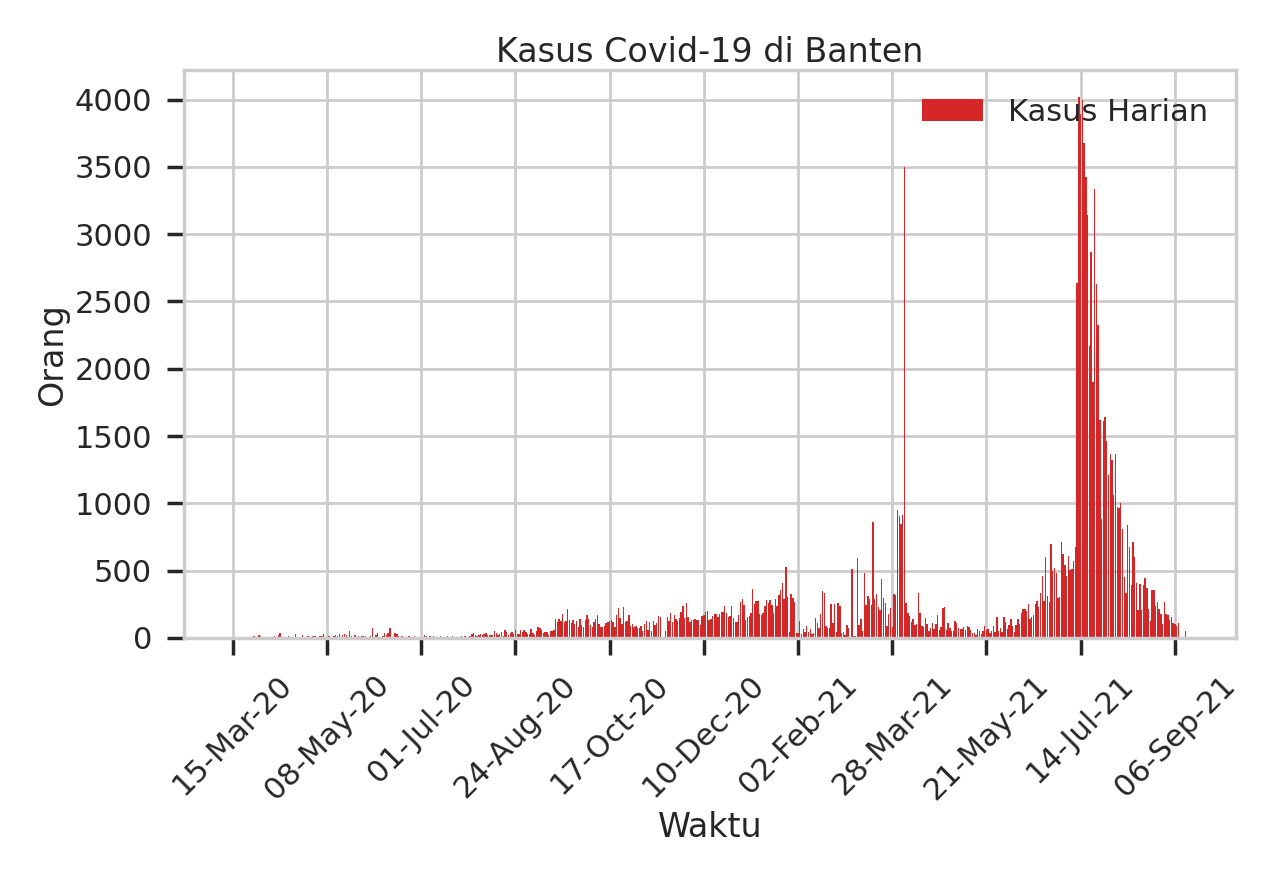 Kasus Covid-19 di Banten
Kasus Harian
4000
3500
3000
2500
2000
1500
1000
500
0
Orang
15-Mar-20
08-May-20
01-Jul-20
24-Aug-20
17-Oct-20
10-Dec-20
02-Feb-21
28-Mar-21
21-May-21
14-Jul-21
06-Sep-21
Waktu